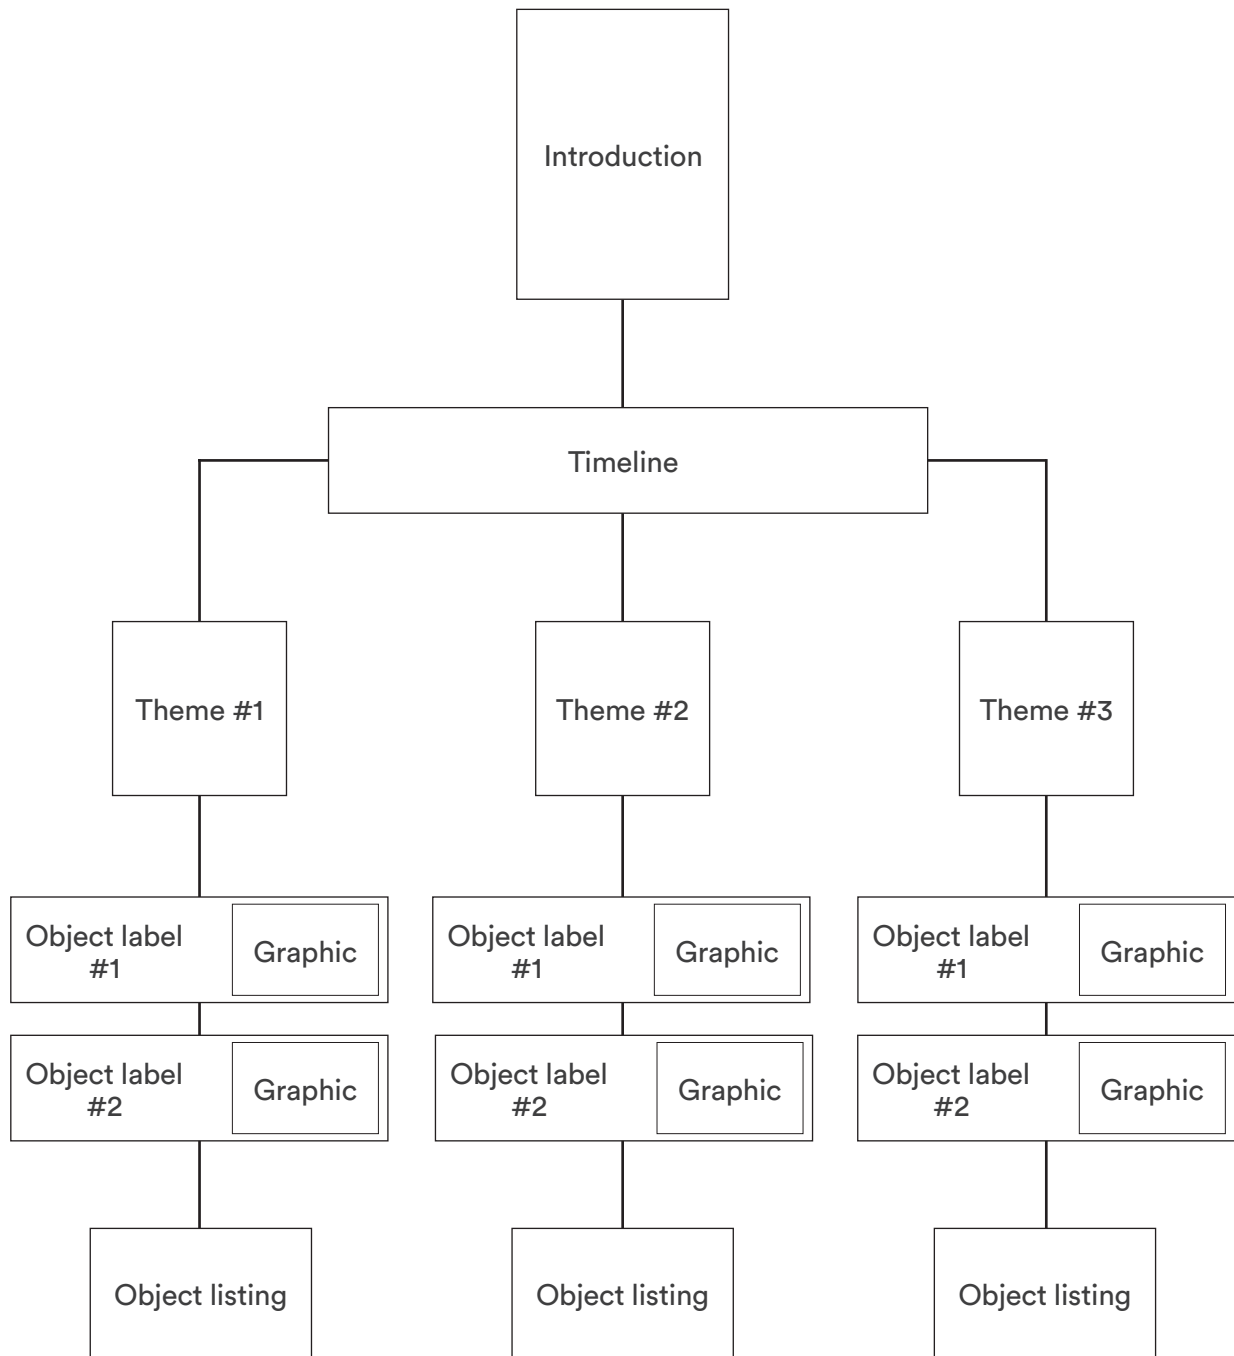 Introduction
Timeline
Theme #1
Theme #2
Theme #3
Object label
#1
Graphic
Object label
#1
Graphic
Object label
#1
Graphic
Object label
#2
Graphic
Object label
#2
Graphic
Object label
#2
Graphic
Object listing
Object listing
Object listing